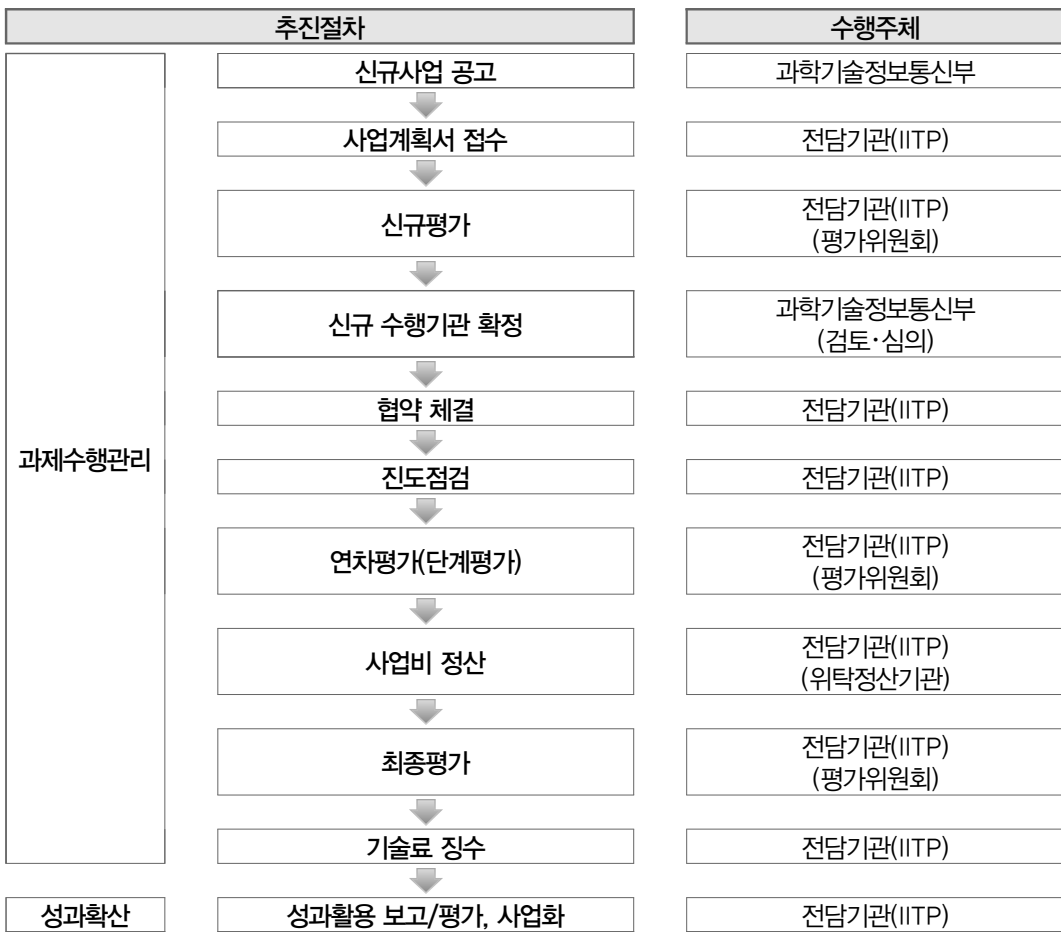 추진절차 수행주체
신규사업 공고 과학기술정보통신부
사업계획서 접수 전담기관(IITP)
신규평가 전담기관(IITP)
(평가위원회)
신규 수행기관 확정 과학기술정보통신부
(검토·심의)
협약 체결 전담기관(IITP)
과제수행관리
진도점검 전담기관(IITP)
연차평가(단계평가) 전담기관(IITP)
(평가위원회)
사업비 정산 전담기관(IITP)
(위탁정산기관)
최종평가 전담기관(IITP)
(평가위원회)
기술료 징수 전담기관(IITP)
성과확산 성과활용 보고/평가, 사업화 전담기관(IITP)